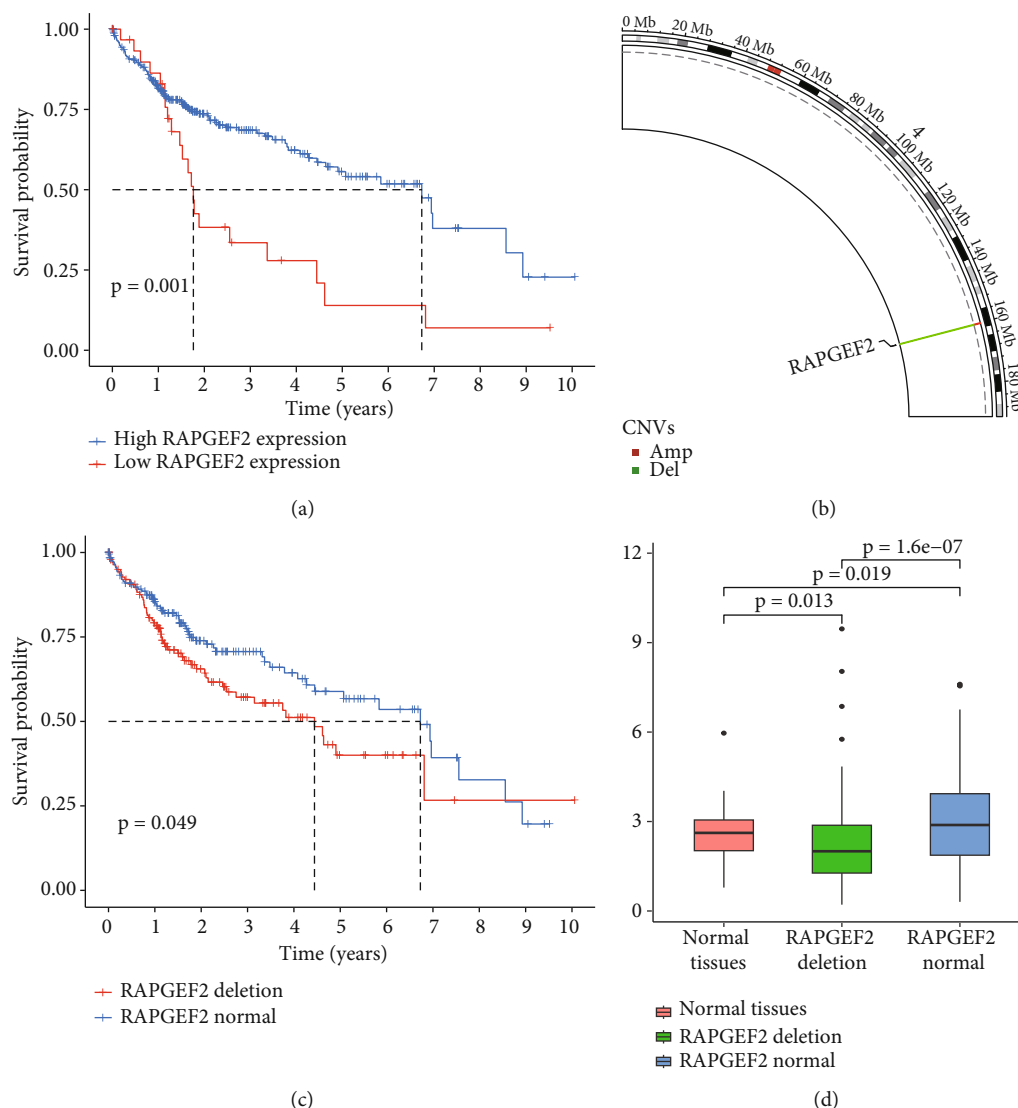 1.00
0.75
0.50
0.25
0.00
Survival probability
p = 0.001
0 1 2 3 4 5 6 7 8 9 10
Time (years)
High RAPGEF2 expression
Low RAPGEF2 expression
(a)
0 Mb
20 Mb
40 Mb
60 Mb
80 Mb
4
100 Mb
120 Mb
140 Mb
160 Mb
180 Mb
RAPGEF2
CNVs
Amp
Del
(b)
1.00
0.75
0.50
0.25
0.00
Survival probability
p = 0.049
0 1 2 3 4 5 6 7 8 9 10
Time (years)
RAPGEF2 deletion
RAPGEF2 normal
(c)
12
9
6
3
0
p = 1.6e−07
p = 0.019
p = 0.013
Normal
tissues
RAPGEF2
deletion
RAPGEF2
normal
Normal tissues
RAPGEF2 deletion
RAPGEF2 normal
(d)